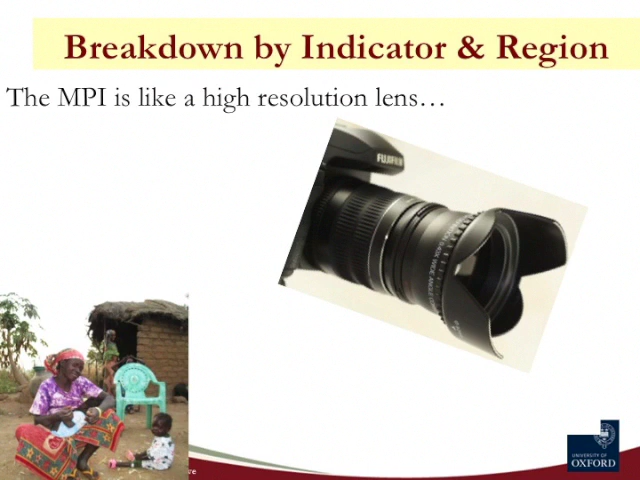 Breakdown by Indicator & Region
The MPI is like a high resolution lens…
FUJIFILM
UNIVERSITY OF
OXFORD